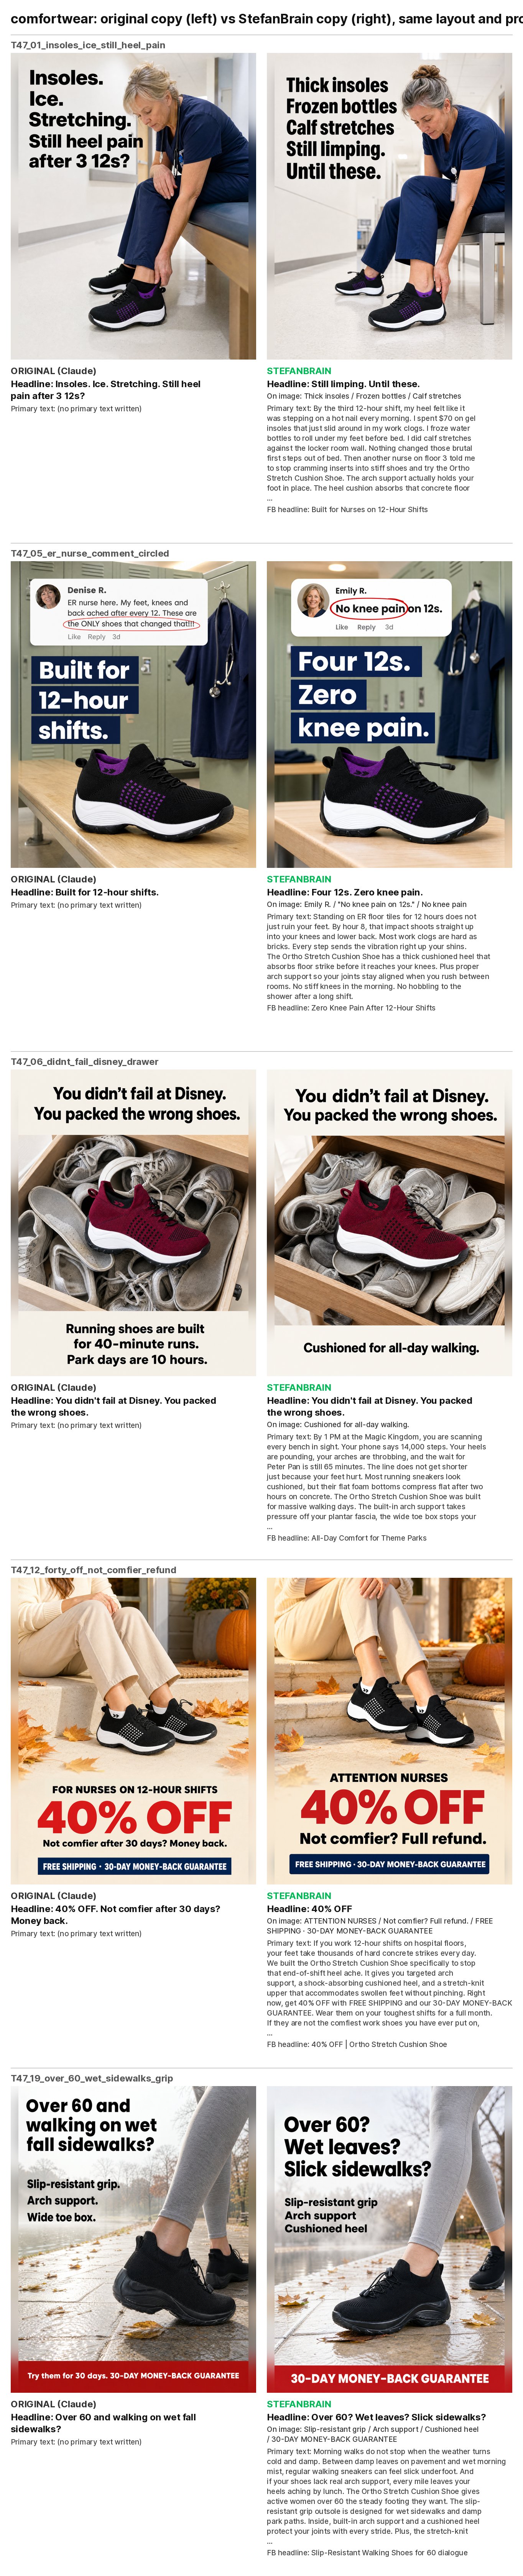 comfortwear: original copy (left) vs StefanBrain copy (right), same layout and pro
T47_01_insoles_ice_still_heel_pain
Insoles.
Ice.
Stretching.
Still heel pain
after 3 12s?
Thick insoles
Frozen bottles
Calf stretches
Still limping.
Until these.
ORIGINAL (Claude)
Headline: Insoles. Ice. Stretching. Still heel
pain after 3 12s?
Primary text: (no primary text written)
STEFANBRAIN
Headline: Still limping. Until these.
On image: Thick insoles / Frozen bottles / Calf stretches
Primary text: By the third 12-hour shift, my heel felt like it
was stepping on a hot nail every morning. I spent $70 on gel
insoles that just slid around in my work clogs. I froze water
bottles to roll under my feet before bed. I did calf stretches
against the locker room wall. Nothing changed those brutal
first steps out of bed. Then another nurse on floor 3 told me
to stop cramming inserts into stiff shoes and try the Ortho
Stretch Cushion Shoe. The arch support actually holds your
foot in place. The heel cushion absorbs that concrete floor
...
FB headline: Built for Nurses on 12-Hour Shifts
T47_05_er_nurse_comment_circled
Denise R.
ER nurse here. My feet, knees and
back ached after every 12. These are
the ONLY shoes that changed that!!!
Like Reply 3d
Built for
12-hour
shifts.
Emily R.
No knee pain on 12s.
Like Reply 3d
Four 12s.
Zero
knee pain.
ORIGINAL (Claude)
Headline: Built for 12-hour shifts.
Primary text: (no primary text written)
STEFANBRAIN
Headline: Four 12s. Zero knee pain.
On image: Emily R. / "No knee pain on 12s." / No knee pain
Primary text: Standing on ER floor tiles for 12 hours does not
just ruin your feet. By hour 8, that impact shoots straight up
into your knees and lower back. Most work clogs are hard as
bricks. Every step sends the vibration right up your shins.
The Ortho Stretch Cushion Shoe has a thick cushioned heel that
absorbs floor strike before it reaches your knees. Plus proper
arch support so your joints stay aligned when you rush between
rooms. No stiff knees in the morning. No hobbling to the
shower after a long shift.
FB headline: Zero Knee Pain After 12-Hour Shifts
T47_06_didnt_fail_disney_drawer
You didn't fail at Disney.
You packed the wrong shoes.
Running shoes are built
for 40-minute runs.
Park days are 10 hours.
You didn't fail at Disney.
You packed the wrong shoes.
Cushioned for all-day walking.
ORIGINAL (Claude)
Headline: You didn't fail at Disney. You packed
the wrong shoes.
Primary text: (no primary text written)
STEFANBRAIN
Headline: You didn't fail at Disney. You packed
the wrong shoes.
On image: Cushioned for all-day walking.
Primary text: By 1 PM at the Magic Kingdom, you are scanning
every bench in sight. Your phone says 14,000 steps. Your heels
are pounding, your arches are throbbing, and the wait for
Peter Pan is still 65 minutes. The line does not get shorter
just because your feet hurt. Most running sneakers look
cushioned, but their flat foam bottoms compress flat after two
hours on concrete. The Ortho Stretch Cushion Shoe was built
for massive walking days. The built-in arch support takes
pressure off your plantar fascia, the wide toe box stops your
...
FB headline: All-Day Comfort for Theme Parks
T47_12_forty_off_not_comfier_refund
FOR NURSES ON 12-HOUR SHIFTS
40% OFF
Not comfier after 30 days? Money back.
FREE SHIPPING · 30-DAY MONEY-BACK GUARANTEE
ATTENTION NURSES
40% OFF
Not comfier? Full refund.
FREE SHIPPING · 30-DAY MONEY-BACK GUARANTEE
ORIGINAL (Claude)
Headline: 40% OFF. Not comfier after 30 days?
Money back.
Primary text: (no primary text written)
STEFANBRAIN
Headline: 40% OFF
On image: ATTENTION NURSES / Not comfier? Full refund. / FREE
SHIPPING · 30-DAY MONEY-BACK GUARANTEE
Primary text: If you work 12-hour shifts on hospital floors,
your feet take thousands of hard concrete strikes every day.
We built the Ortho Stretch Cushion Shoe specifically to stop
that end-of-shift heel ache. It gives you targeted arch
support, a shock-absorbing cushioned heel, and a stretch-knit
upper that accommodates swollen feet without pinching. Right
now, get 40% OFF with FREE SHIPPING and our 30-DAY MONEY-BACK
GUARANTEE. Wear them on your toughest shifts for a full month.
If they are not the comfiest work shoes you have ever put on,
...
FB headline: 40% OFF | Ortho Stretch Cushion Shoe
T47_19_over_60_wet_sidewalks_grip
Over 60 and
walking on wet
fall sidewalks?
Slip-resistant grip.
Arch support.
Wide toe box.
Try them for 30 days. 30-DAY MONEY-BACK GUARANTEE
Over 60?
Wet leaves?
Slick sidewalks?
Slip-resistant grip
Arch support
Cushioned heel
30-DAY MONEY-BACK GUARANTEE
ORIGINAL (Claude)
Headline: Over 60 and walking on wet fall
sidewalks?
Primary text: (no primary text written)
STEFANBRAIN
Headline: Over 60? Wet leaves? Slick sidewalks?
On image: Slip-resistant grip / Arch support / Cushioned heel
/ 30-DAY MONEY-BACK GUARANTEE
Primary text: Morning walks do not stop when the weather turns
cold and damp. Between damp leaves on pavement and wet morning
mist, regular walking sneakers can feel slick underfoot. And
if your shoes lack real arch support, every mile leaves your
heels aching by lunch. The Ortho Stretch Cushion Shoe gives
active women over 60 the steady footing they want. The slip-
resistant grip outsole is designed for wet sidewalks and damp
park paths. Inside, built-in arch support and a cushioned heel
protect your joints with every stride. Plus, the stretch-knit
...
FB headline: Slip-Resistant Walking Shoes for 60 dialogue